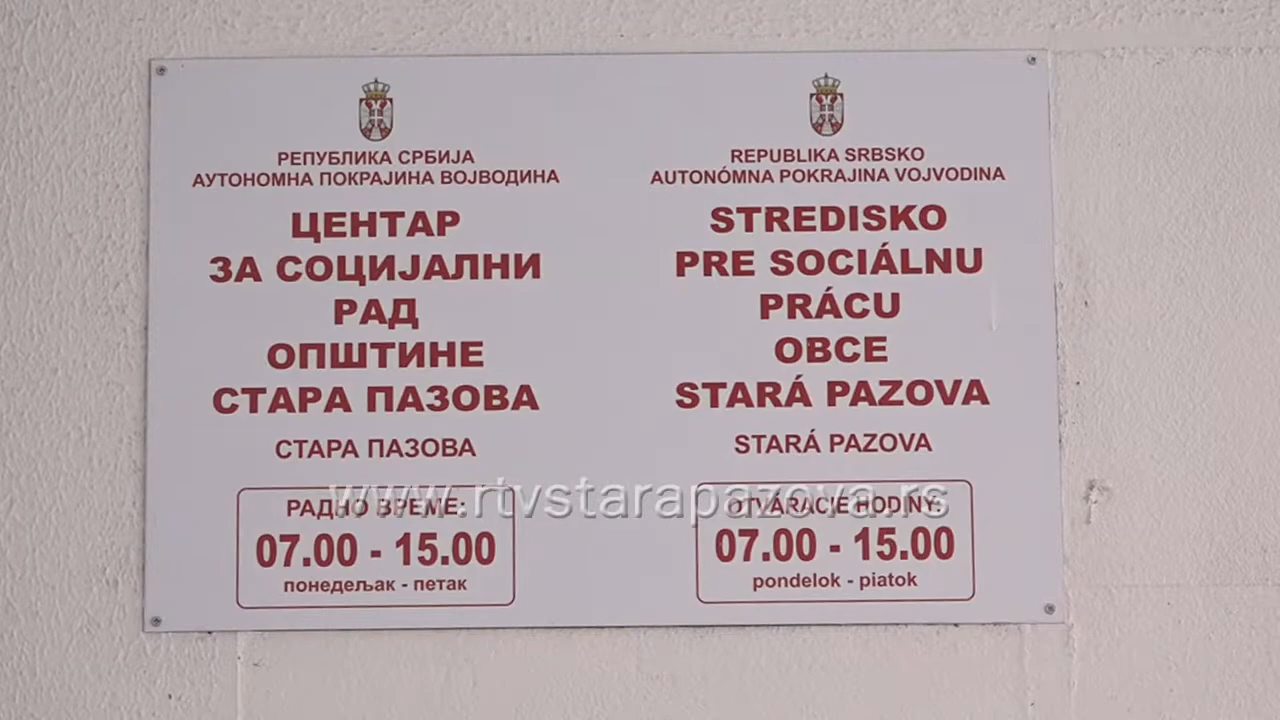 РЕПУБЛИКА СРБИЈА
АУТОНОМНА ПОКРАЈИНА ВОЈВОДИНА
ЦЕНТАР
ЗА СОЦИЈАЛНИ
РАД
ОПШТИНЕ
СТАРА ПАЗОВА
СТАРА ПАЗОВА
РАДНО ВРЕМЕ:
07.00 - 15.00
понедељак - петак
REPUBLIKA SRBSKO
AUTONÓMNA POKRAJINA VOJVODINA
STREDISKO
PRE SOCIÁLNU
PRÁCU
OBCE
STARÁ PAZOVA
STARÁ PAZOVA
OTVÁRACIE HODINY:
07.00 - 15.00
pondelok - piatok
www.rtvstarapazova.rs